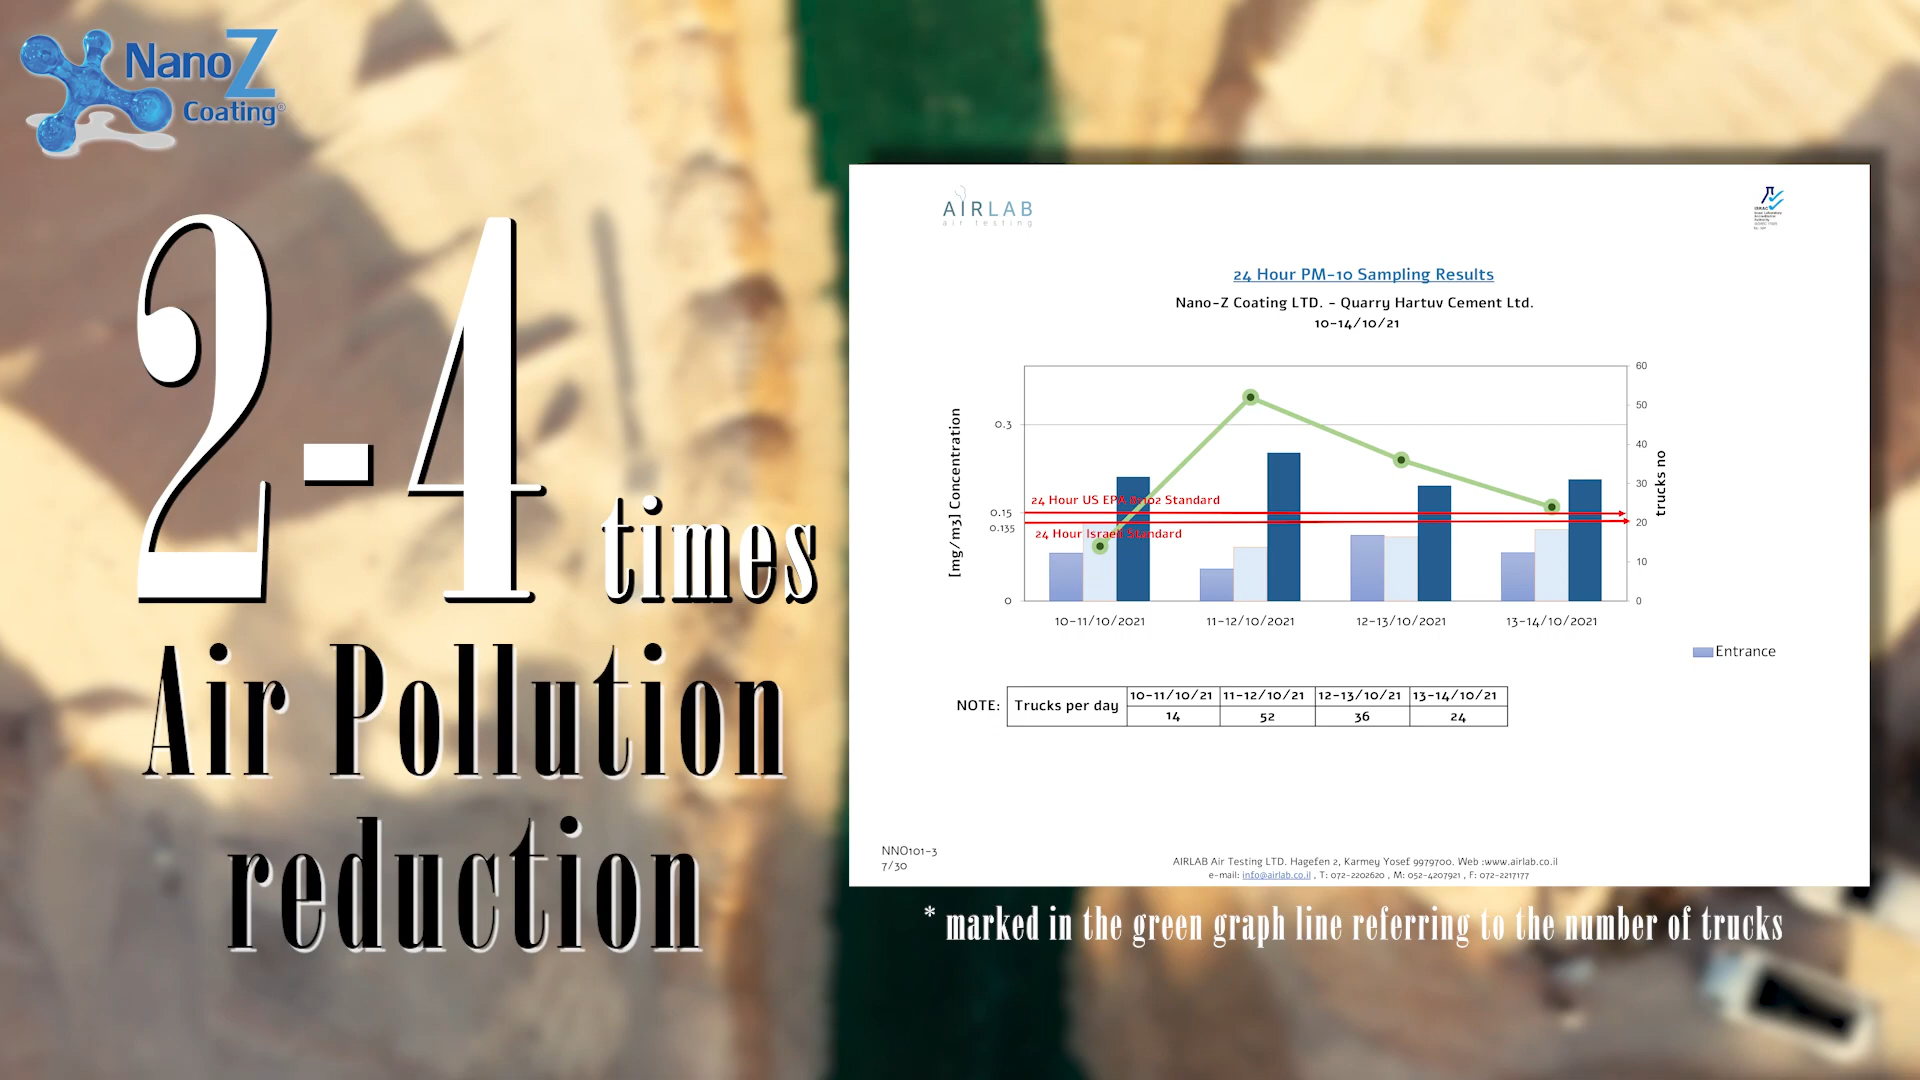 NanoZ
Coating®
2-4 times
Air Pollution
reduction
AIRLAB
air testing
ISRAC
24 Hour PM-10 Sampling Results
Nano-Z Coating LTD. - Quarry Hartuv Cement Ltd.
10-14/10/21
[mg/m3] Concentration
0.3
0.15
0.135
0
24 Hour US EPA 8:102 Standard
24 Hour Israeli Standard
60
50
40
30
20
10
0
trucks no
10-11/10/2021
11-12/10/2021
12-13/10/2021
13-14/10/2021
Entrance
NOTE:
Trucks per day
10-11/10/21 11-12/10/21 12-13/10/21 13-14/10/21
14 52 36 24
NNO101-3
7/30
AIRLAB Air Testing LTD. Hagefen 2, Karmey Yosef 9979700. Web :www.airlab.co.il
e-mail: info@airlab.co.il , T: 072-2202620 , M: 052-4207921 , F: 072-2217177
* marked in the green graph line referring to the number of trucks